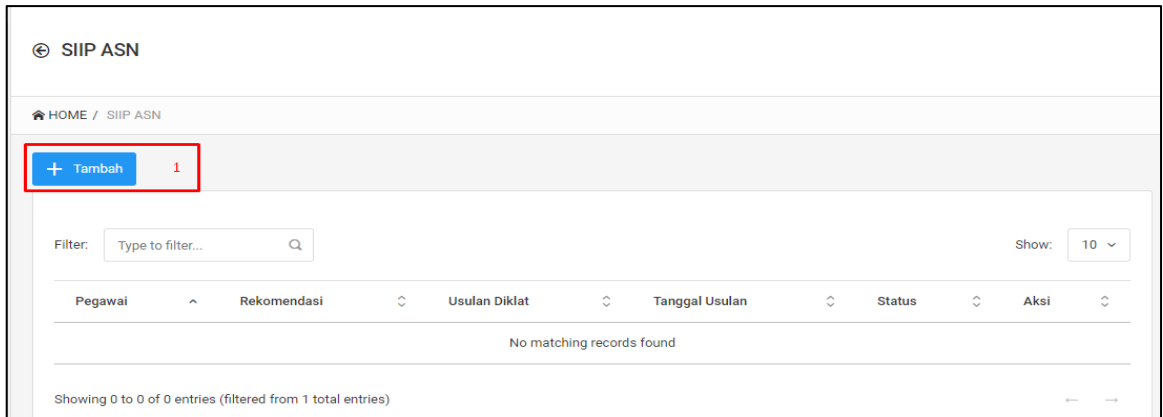 SIIP ASN
HOME / SIIP ASN
+ Tambah 1
Filter: Type to filter... Show: 10
Pegawai Rekomendasi Usulan Diklat Tanggal Usulan Status Aksi
No matching records found
Showing 0 to 0 of 0 entries (filtered from 1 total entries) ← →